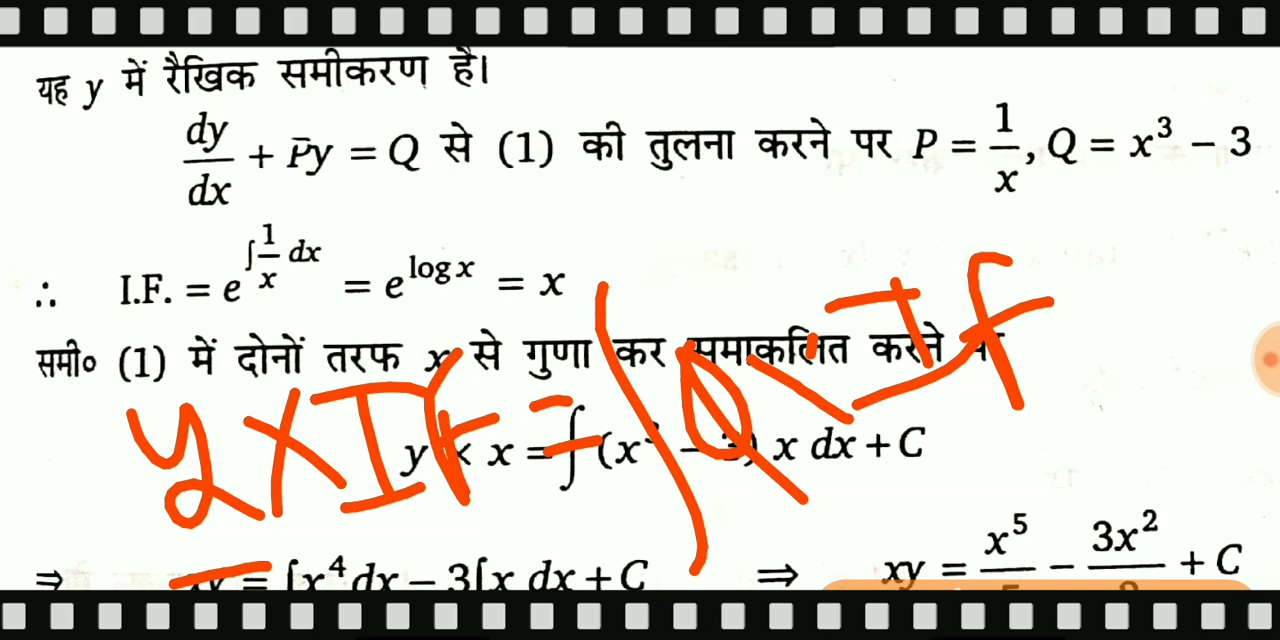 यह y में रैखिक समीकरण है।
dy/dx + Py = Q से (1) की तुलना करने पर P = 1/x, Q = x³ − 3
∴ I.F. = e^(∫ 1/x dx) = e^(log x) = x
समी० (1) में दोनों तरफ x से गुणा कर समाकलित करने पर
y × IF = ∫ Q × If
y × x = ∫ (x³ − 3) x dx + C
⇒ xy = ∫x⁴ dx − 3∫x dx + C ⇒ xy = x⁵/5 − 3x²/2 + C